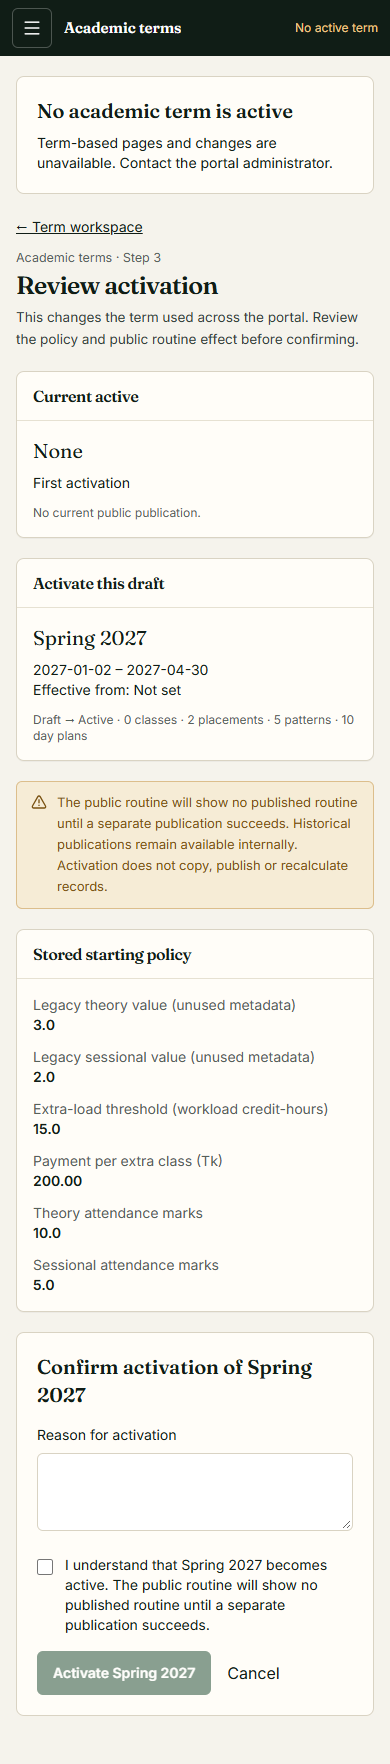 Academic terms
No active term
No academic term is active
Term-based pages and changes are
unavailable. Contact the portal administrator.
← Term workspace
Academic terms · Step 3
Review activation
This changes the term used across the portal. Review
the policy and public routine effect before confirming.
Current active
None
First activation
No current public publication.
Activate this draft
Spring 2027
2027-01-02 – 2027-04-30
Effective from: Not set
Draft → Active · 0 classes · 2 placements · 5 patterns · 10
day plans
The public routine will show no published routine
until a separate publication succeeds. Historical
publications remain available internally.
Activation does not copy, publish or recalculate
records.
Stored starting policy
Legacy theory value (unused metadata)
3.0
Legacy sessional value (unused metadata)
2.0
Extra-load threshold (workload credit-hours)
15.0
Payment per extra class (Tk)
200.00
Theory attendance marks
10.0
Sessional attendance marks
5.0
Confirm activation of Spring
2027
Reason for activation
I understand that Spring 2027 becomes
active. The public routine will show no
published routine until a separate
publication succeeds.
Activate Spring 2027
Cancel